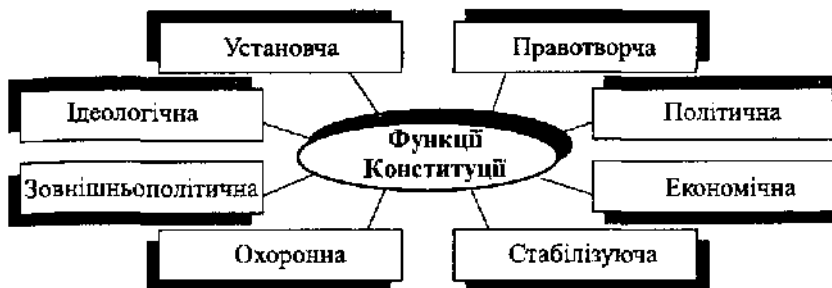 Установча
Правотворча
Ідеологічна
Політична
Функції
Конституції
Зовнішньополітична
Економічна
Охоронна
Стабілізуюча